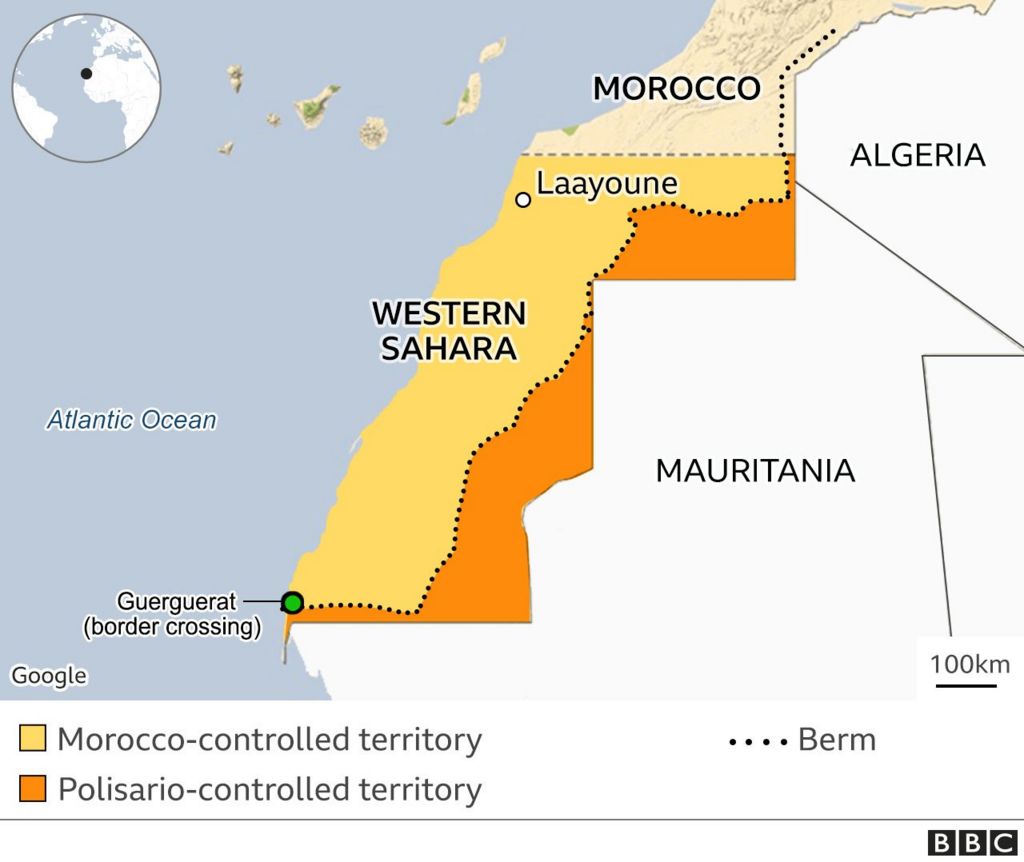 MOROCCO
ALGERIA
Laayoune
WESTERN
SAHARA
Atlantic Ocean
MAURITANIA
Guerguerat
(border crossing)
Google
100km
Morocco-controlled territory
Berm
Polisario-controlled territory
BBC